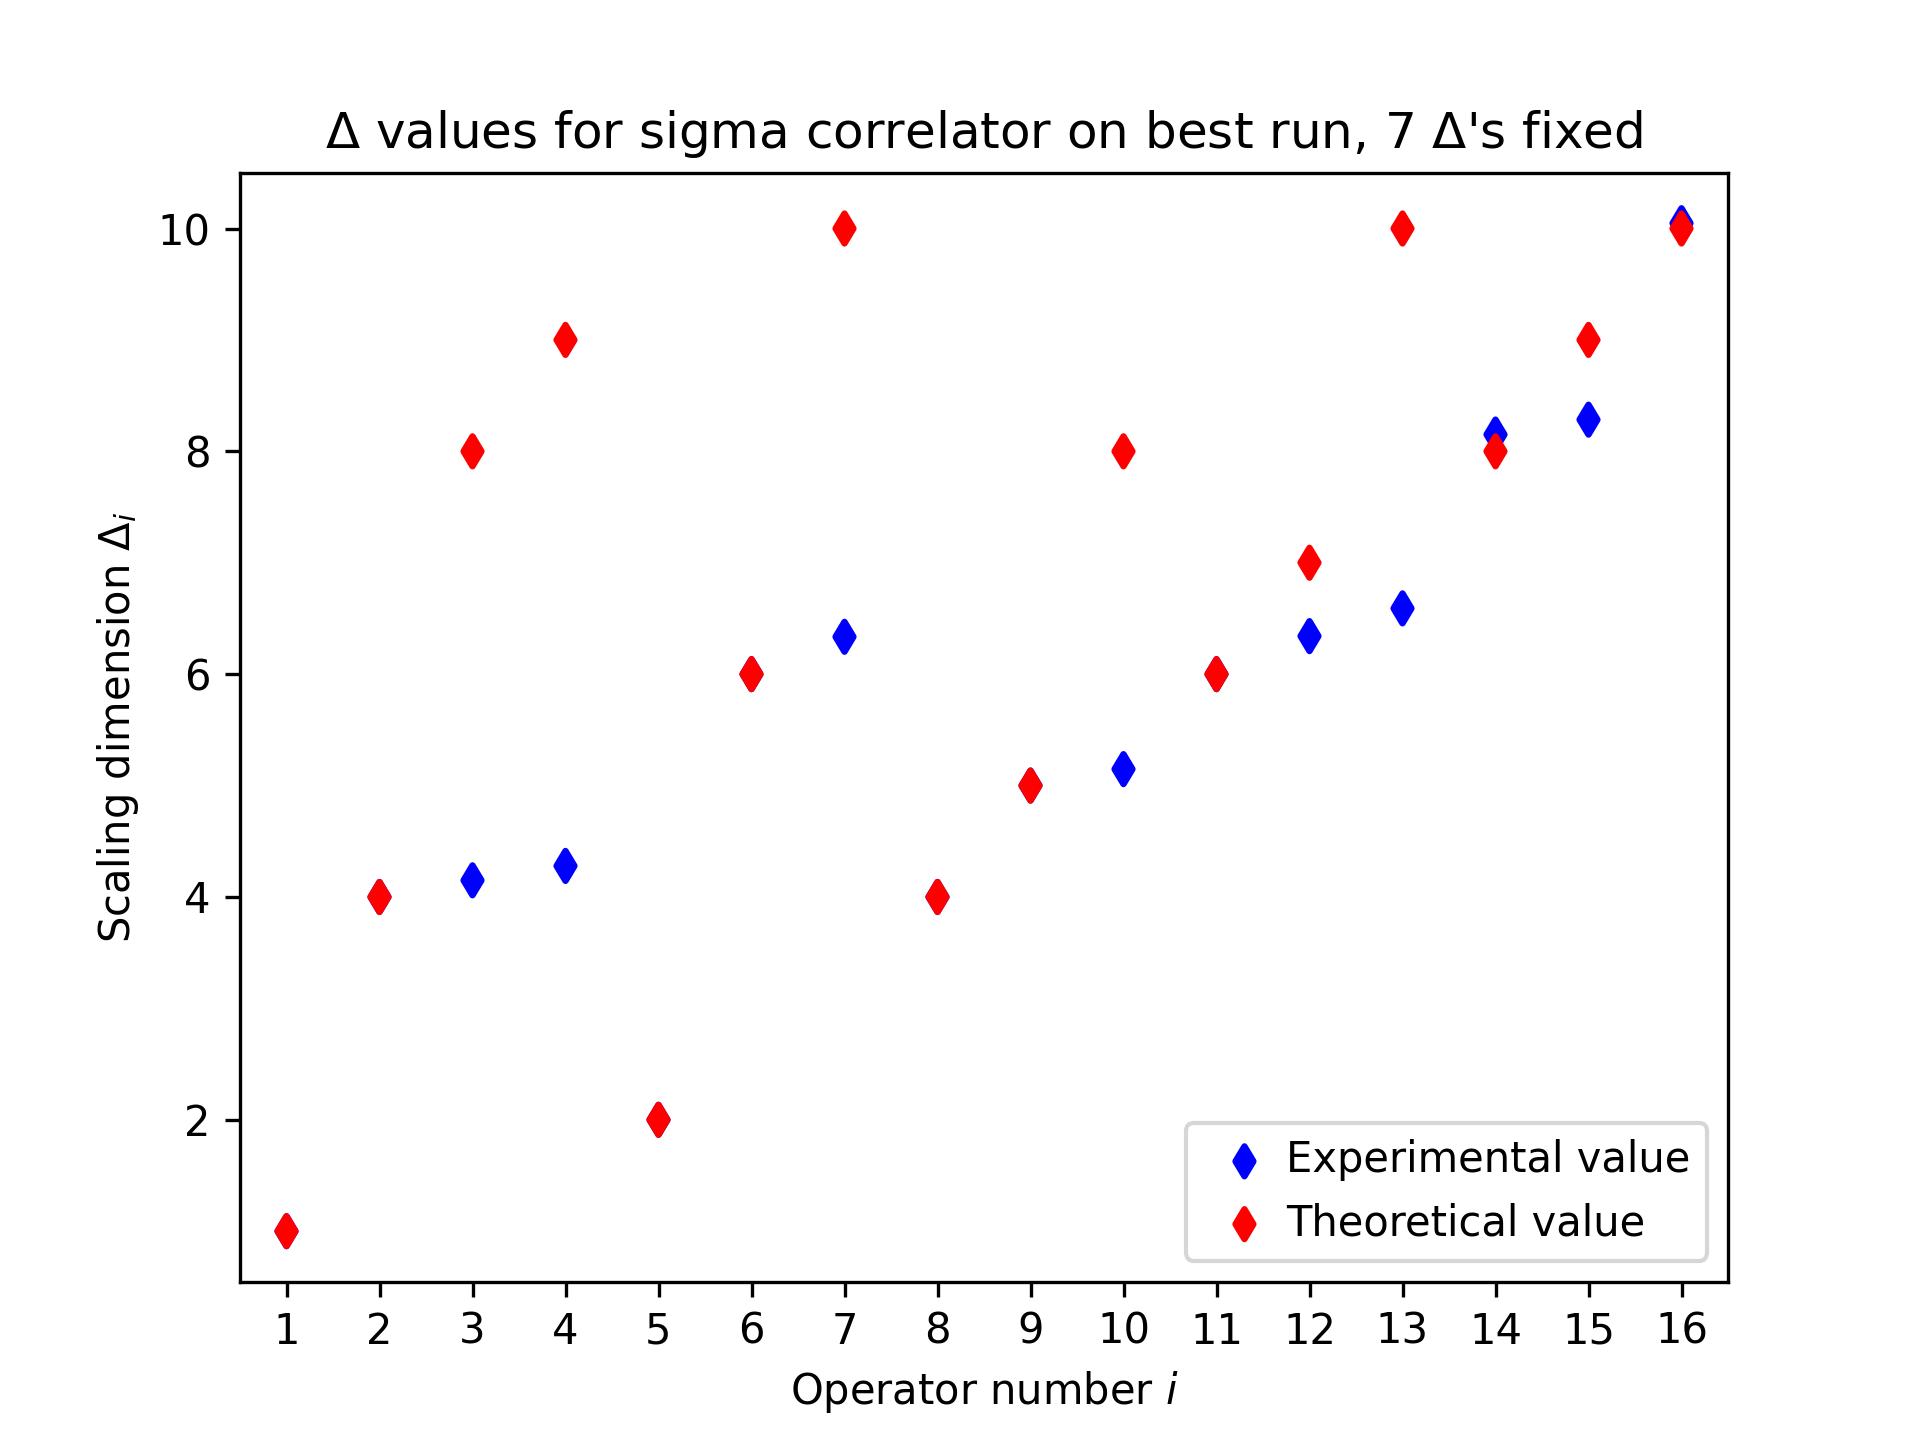 Δ values for sigma correlator on best run, 7 Δ's fixed
10
8
6
4
2
Scaling dimension Δi
Experimental value
Theoretical value
1 2 3 4 5 6 7 8 9 10 11 12 13 14 15 16
Operator number i